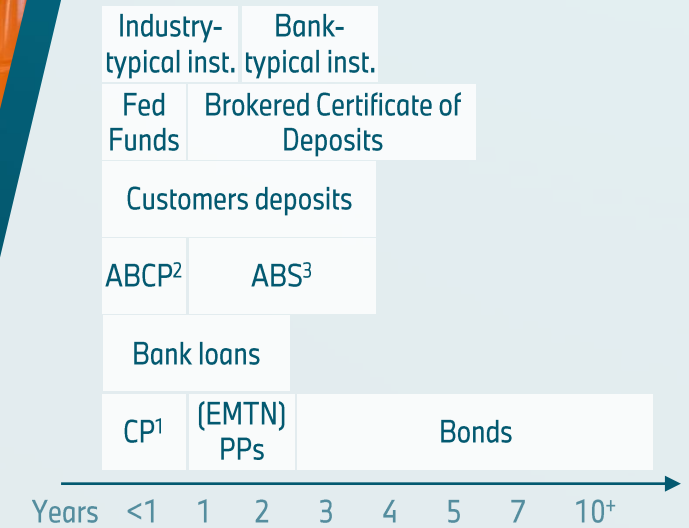 Industry- Bank-
typical inst. typical inst.
Fed Brokered Certificate of
Funds Deposits
Customers deposits
ABCP² ABS³
Bank loans
CP¹ (EMTN) Bonds
PPs
Years <1 1 2 3 4 5 7 10⁺